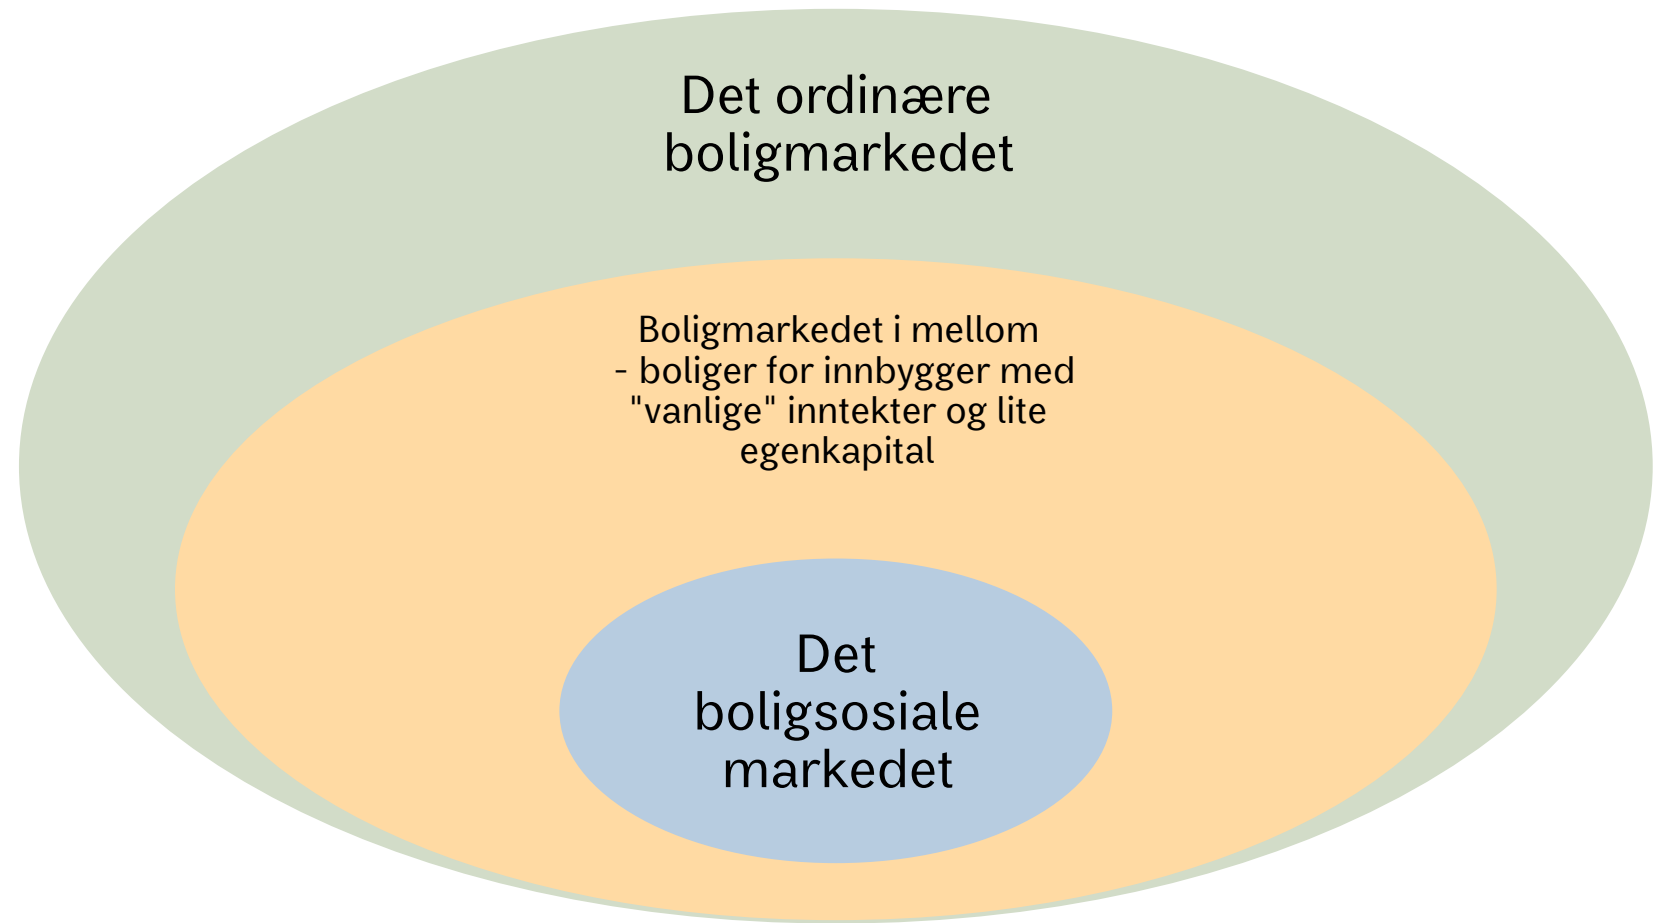 Det ordinære
boligmarkedet
Boligmarkedet i mellom
- boliger for innbygger med
"vanlige" inntekter og lite
egenkapital
Det
boligsosiale
markedet